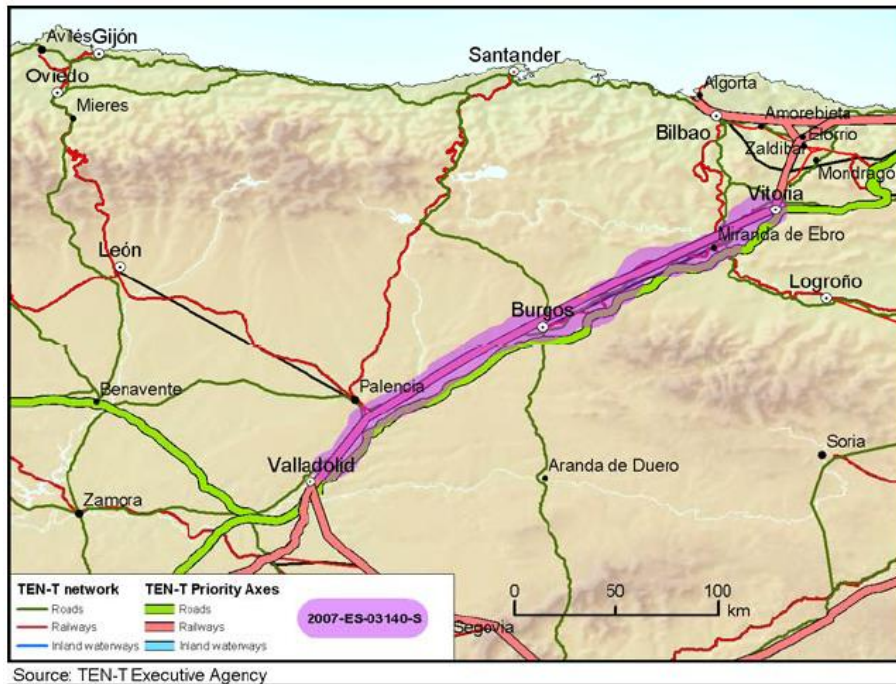 Avilés
Gijón
Santander
Oviedo
Algorta
Mieres
Amorebieta
Bilbao
Elorrio
Zaldibar
Mondrago
Vitoria
León
Miranda de Ebro
Logroño
Burgos
Benavente
Palencia
Soria
Valladolid
Aranda de Duero
Zamora
TEN-T network
TEN-T Priority Axes
Roads
Roads
Railways
Railways
Inland waterways
Inland waterways
2007-ES-03140-S
0 50 100
km
Segovia
Source: TEN-T Executive Agency